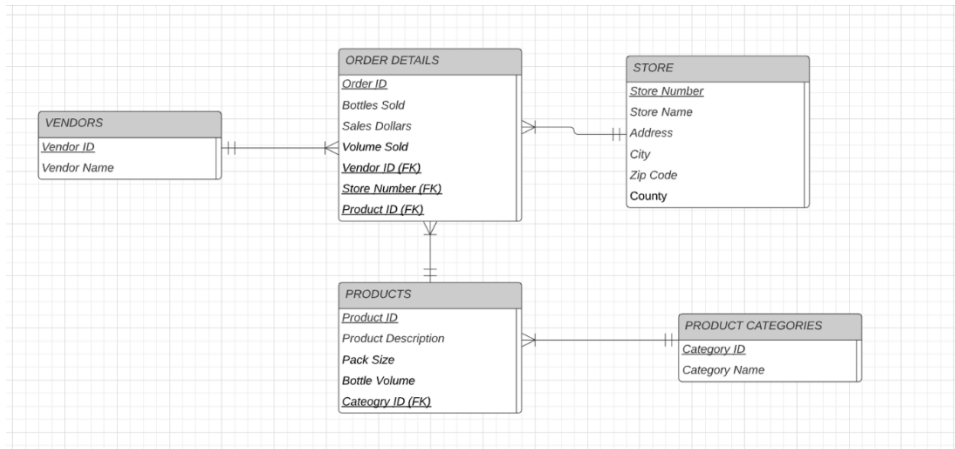 ORDER DETAILS
Order ID
Bottles Sold
Sales Dollars
Volume Sold
Vendor ID (FK)
Store Number (FK)
Product ID (FK)
STORE
Store Number
Store Name
Address
City
Zip Code
County
VENDORS
Vendor ID
Vendor Name
PRODUCTS
Product ID
Product Description
Pack Size
Bottle Volume
Cateogry ID (FK)
PRODUCT CATEGORIES
Category ID
Category Name